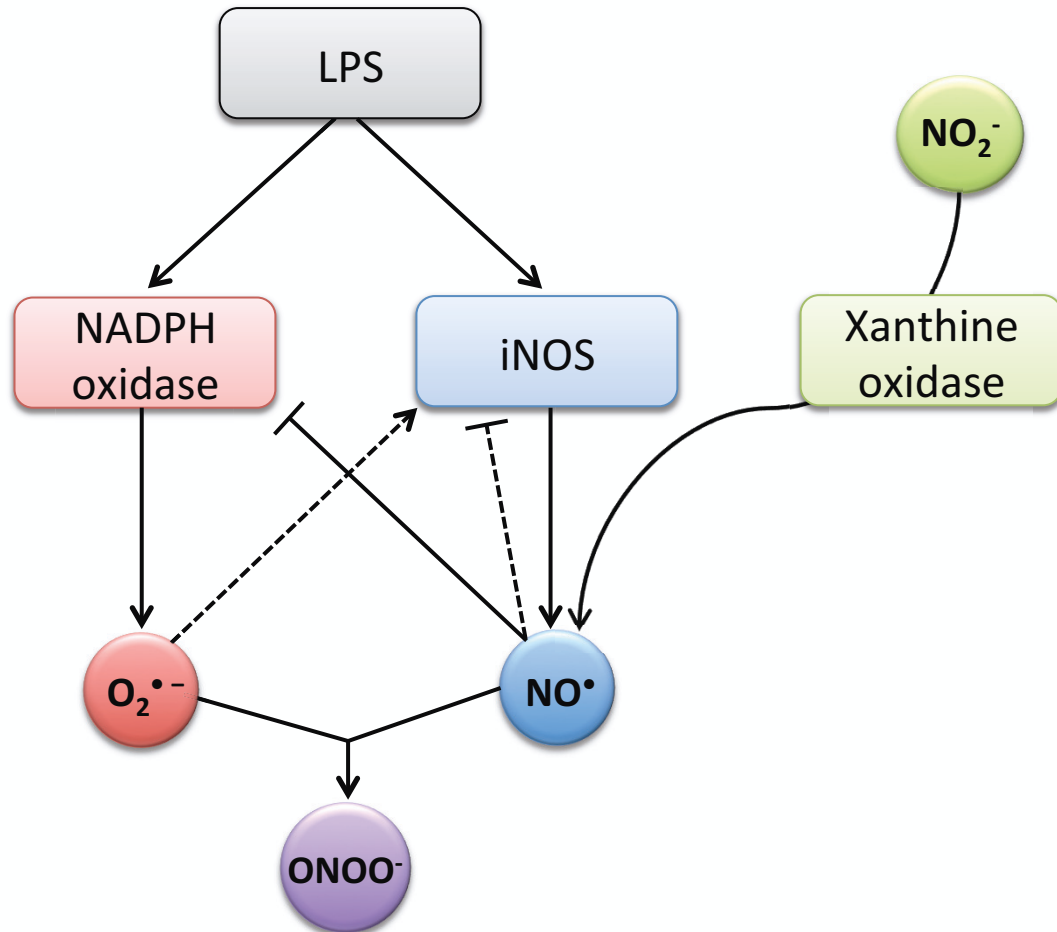 LPS
NO₂⁻
NADPH
oxidase
iNOS
Xanthine
oxidase
O₂•–
NO•
ONOO⁻